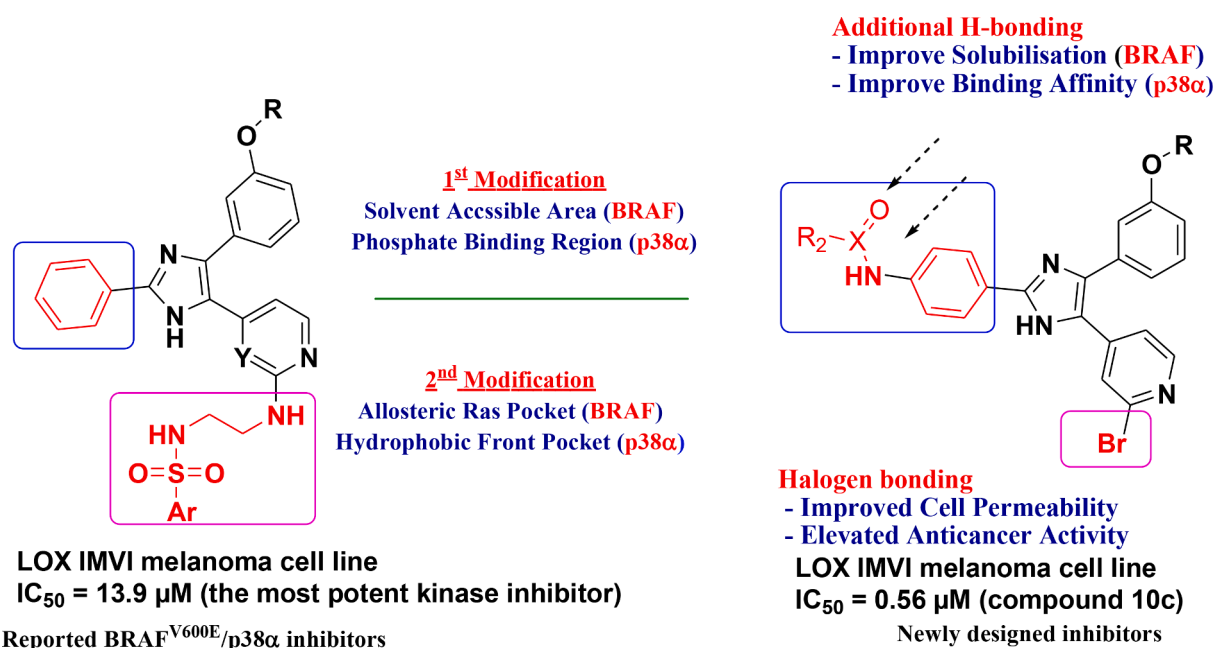 Additional H-bonding
- Improve Solubilisation (BRAF)
- Improve Binding Affinity (p38α)
R
O
1st Modification
Solvent Accssible Area (BRAF)
Phosphate Binding Region (p38α)
N
N
H
Y
N
NH
HN
O=S=O
Ar
2nd Modification
Allosteric Ras Pocket (BRAF)
Hydrophobic Front Pocket (p38α)
R
O
O
R2
X
HN
N
HN
N
Br
Halogen bonding
- Improved Cell Permeability
- Elevated Anticancer Activity
LOX IMVI melanoma cell line
IC50 = 13.9 µM (the most potent kinase inhibitor)
Reported BRAFV600E/p38α inhibitors
LOX IMVI melanoma cell line
IC50 = 0.56 µM (compound 10c)
Newly designed inhibitors